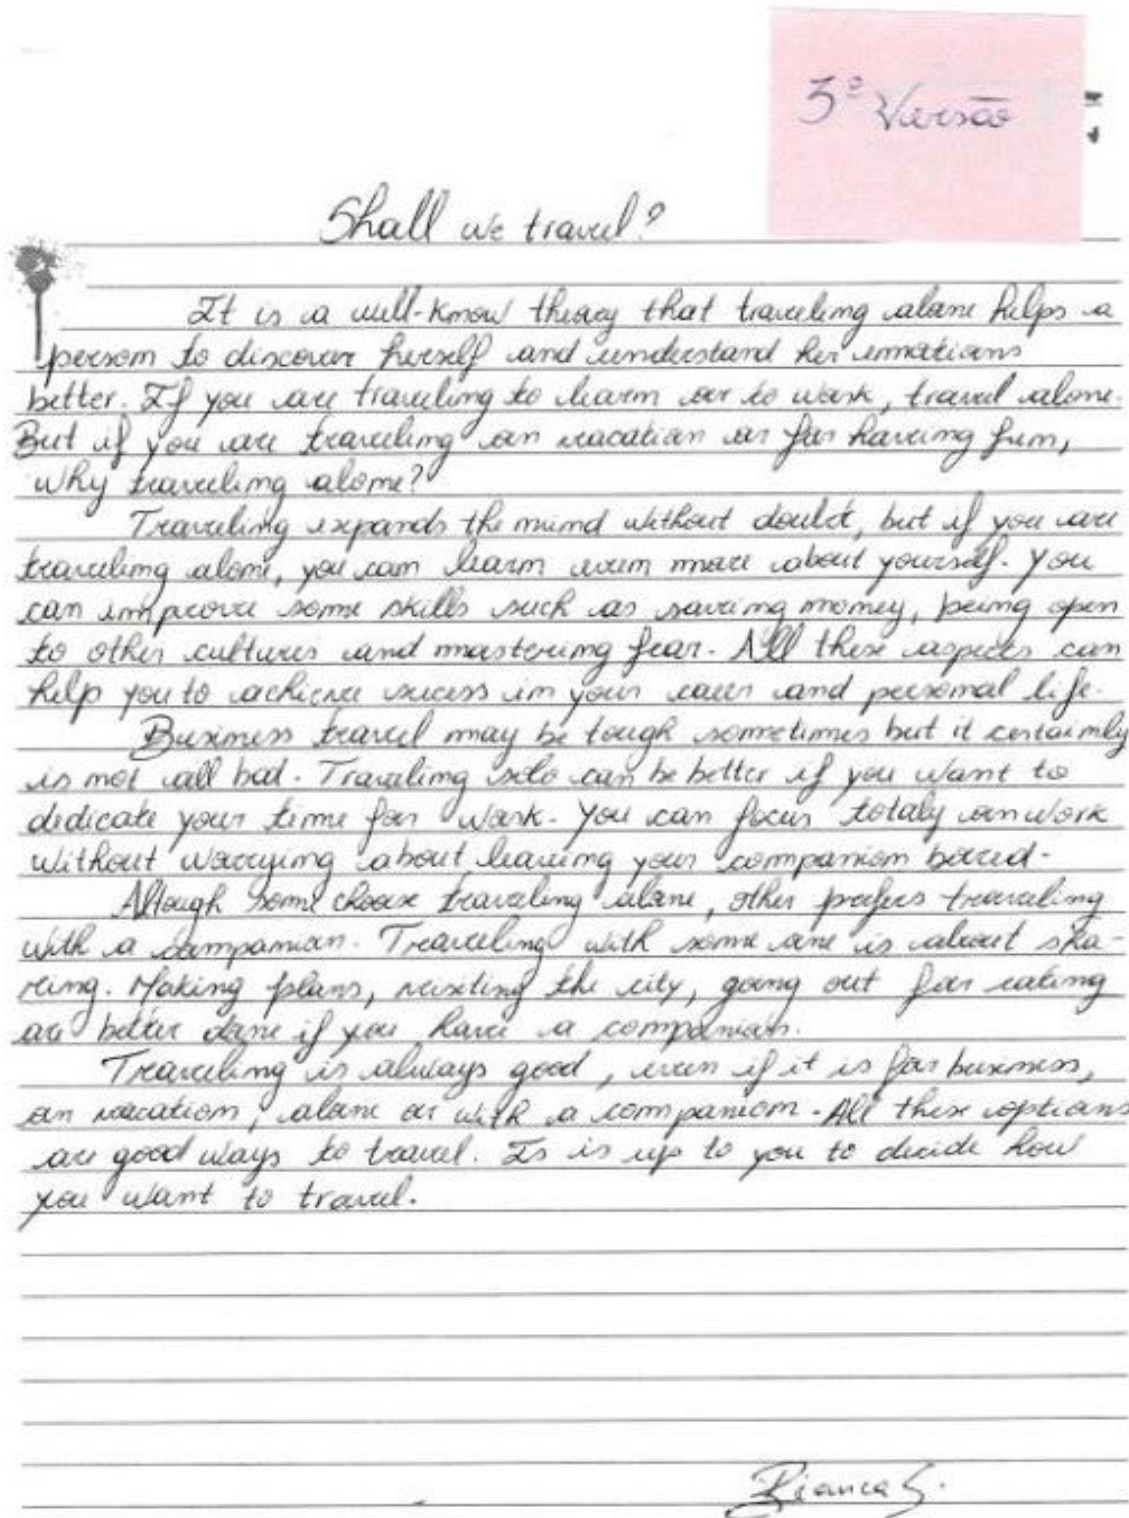 3ª Versão
Shall we travel?
It is a well-know theory that traveling alone helps a
person to discover herself and understand her emotions
better. If you are traveling to learn or to work, travel alone.
But if you are traveling on vacation or for having fun,
why traveling alone?
Traveling expands the mind without doubt, but if you are
traveling alone, you can learn even more about yourself. You
can improve some skills such as saving money, being open
to other cultures and mastering fear. All these aspects can
help you to achieve sucess in your career and personal life.
Business travel may be tough sometimes but it certainly
is not all bad. Traveling solo can be better if you want to
dedicate your time for work. You can focus totaly on work
without worrying about leaving your companion bored.
Altough some choose traveling alone, other prefers traveling
with a companion. Traveling with some one is about sha-
ring. Making plans, visiting the city, going out for eating
are better done if you have a companion.
Traveling is always good, even if it is for business,
on vacation, alone or with a companion. All these options
are good ways to travel. Is is up to you to decide how
you want to travel.
Bianca S.